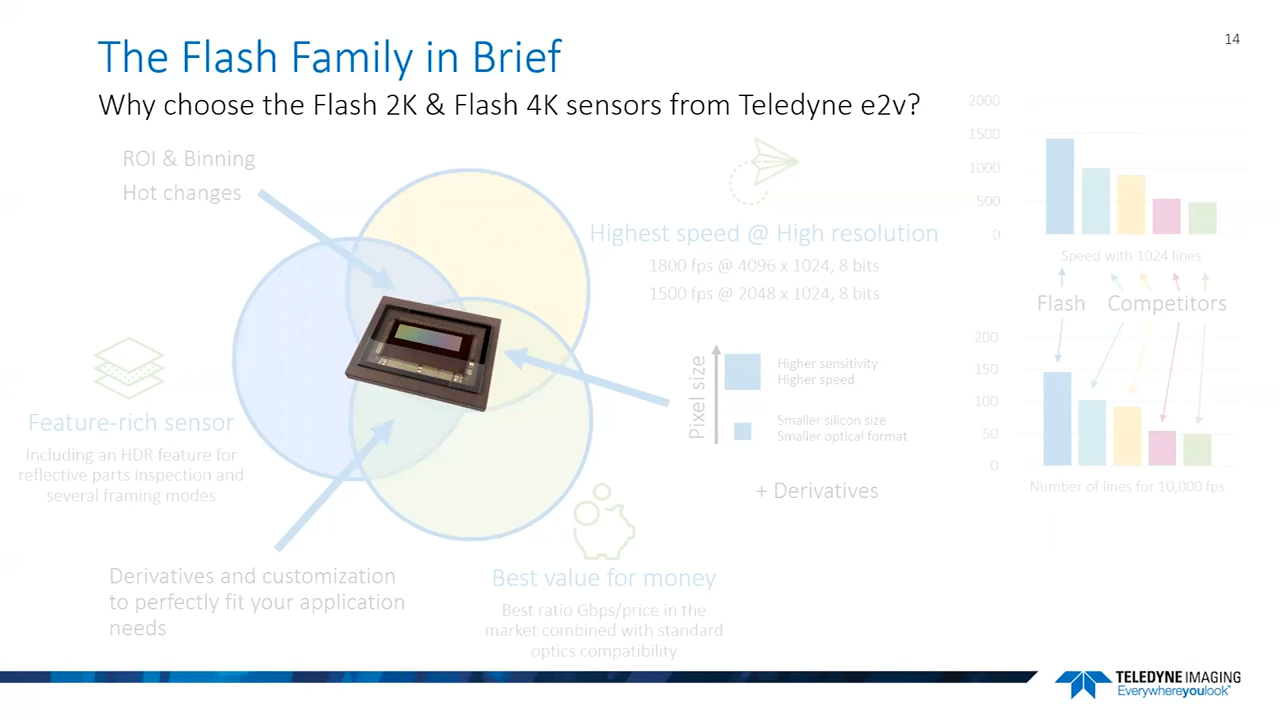 14
The Flash Family in Brief
Why choose the Flash 2K & Flash 4K sensors from Teledyne e2v?
ROI & Binning
Hot changes
Highest speed @ High resolution
1800 fps @ 4096 x 1024, 8 bits
1500 fps @ 2048 x 1024, 8 bits
2000
1500
1000
500
0
Speed with 1024 lines
Flash
Competitors
200
150
100
50
0
Number of lines for 10,000 fps
Pixel size
Higher sensitivity
Higher speed
Smaller silicon size
Smaller optical format
+ Derivatives
Feature-rich sensor
Including an HDR feature for
reflective parts inspection and
several framing modes
Derivatives and customization
to perfectly fit your application
needs
Best value for money
Best ratio Gbps/price in the
market combined with standard
optics compatibility
TELEDYNE IMAGING
Everywhereyoulook™